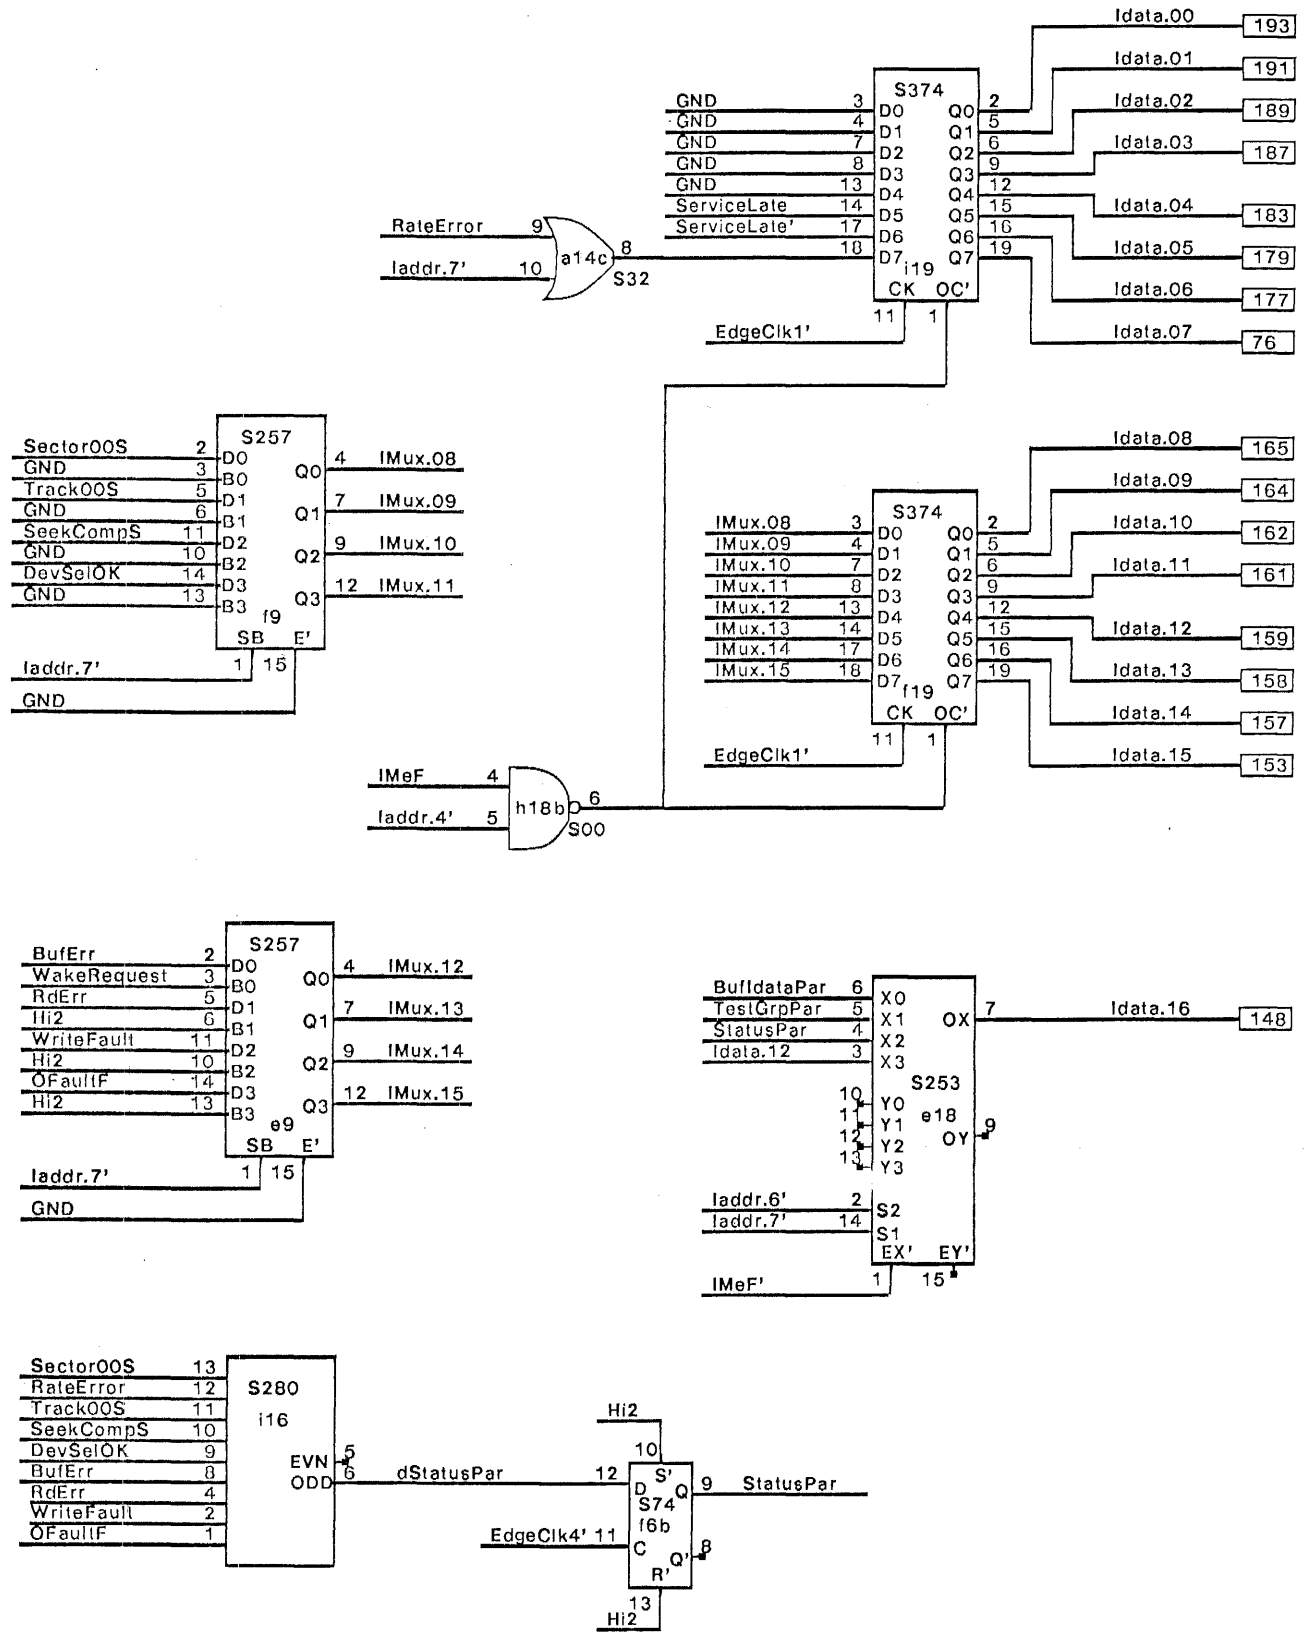 Idata.00 193
S374 i19
GND 3 D0 Q0 2
Idata.01 191
GND 4 D1 Q1 5
Idata.02 189
GND 7 D2 Q2 6
Idata.03 187
GND 8 D3 Q3 9
GND 13 D4 Q4 12
Idata.04 183
ServiceLate 14 D5 Q5 15
Idata.05 179
ServiceLate' 17 D6 Q6 16
Idata.06 177
18 D7 Q7 19
Idata.07 76
RateError 9
a14c 8
Iaddr.7' 10
S32
CK OC'
11 1
EdgeClk1'
S257 f9
Sector00S 2 D0
GND 3 B0
Q0 4 IMux.08
Track00S 5 D1
GND 6 B1
Q1 7 IMux.09
SeekCompS 11 D2
GND 10 B2
Q2 9 IMux.10
DevSelOK 14 D3
GND 13 B3
Q3 12 IMux.11
SB E'
1 15
Iaddr.7'
GND
Idata.08 165
Idata.09 164
S374 f19
IMux.08 3 D0 Q0 2
Idata.10 162
IMux.09 4 D1 Q1 5
IMux.10 7 D2 Q2 6
Idata.11 161
IMux.11 8 D3 Q3 9
IMux.12 13 D4 Q4 12
Idata.12 159
IMux.13 14 D5 Q5 15
Idata.13 158
IMux.14 17 D6 Q6 16
IMux.15 18 D7 Q7 19
Idata.14 157
Idata.15 153
CK OC'
11 1
EdgeClk1'
IMeF 4
h18b 6
Iaddr.4' 5
S00
S257 e9
BufErr 2 D0
WakeRequest 3 B0
Q0 4 IMux.12
RdErr 5 D1
Hi2 6 B1
Q1 7 IMux.13
WriteFault 11 D2
Hi2 10 B2
Q2 9 IMux.14
OFaultF 14 D3
Hi2 13 B3
Q3 12 IMux.15
SB E'
1 15
Iaddr.7'
GND
BufIdataPar 6 X0
TestGrpPar 5 X1
OX 7 Idata.16 148
StatusPar 4 X2
Idata.12 3 X3
S253
e18
10 Y0
11 Y1
12 Y2
13 Y3
OY 9
Iaddr.6' 2 S2
Iaddr.7' 14 S1
EX' EY'
1 15
IMeF'
Sector00S 13
RateError 12
Track00S 11
SeekCompS 10
DevSelOK 9
BufErr 8
RdErr 4
WriteFault 2
OFaultF 1
S280
i16
EVN 5
ODD 6
dStatusPar
Hi2
10
S'
12 D Q 9 StatusPar
S74
f6b
EdgeClk4' 11 C
Q' 8
R'
13
Hi2